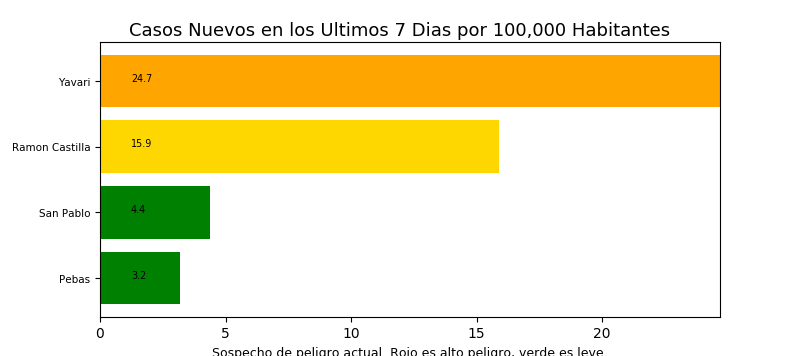 Casos Nuevos en los Ultimos 7 Dias por 100,000 Habitantes
Yavari 24.7
Ramon Castilla 15.9
San Pablo 4.4
Pebas 3.2
0 5 10 15 20
Sospecho de peligro actual. Rojo es alto peligro, verde es leve